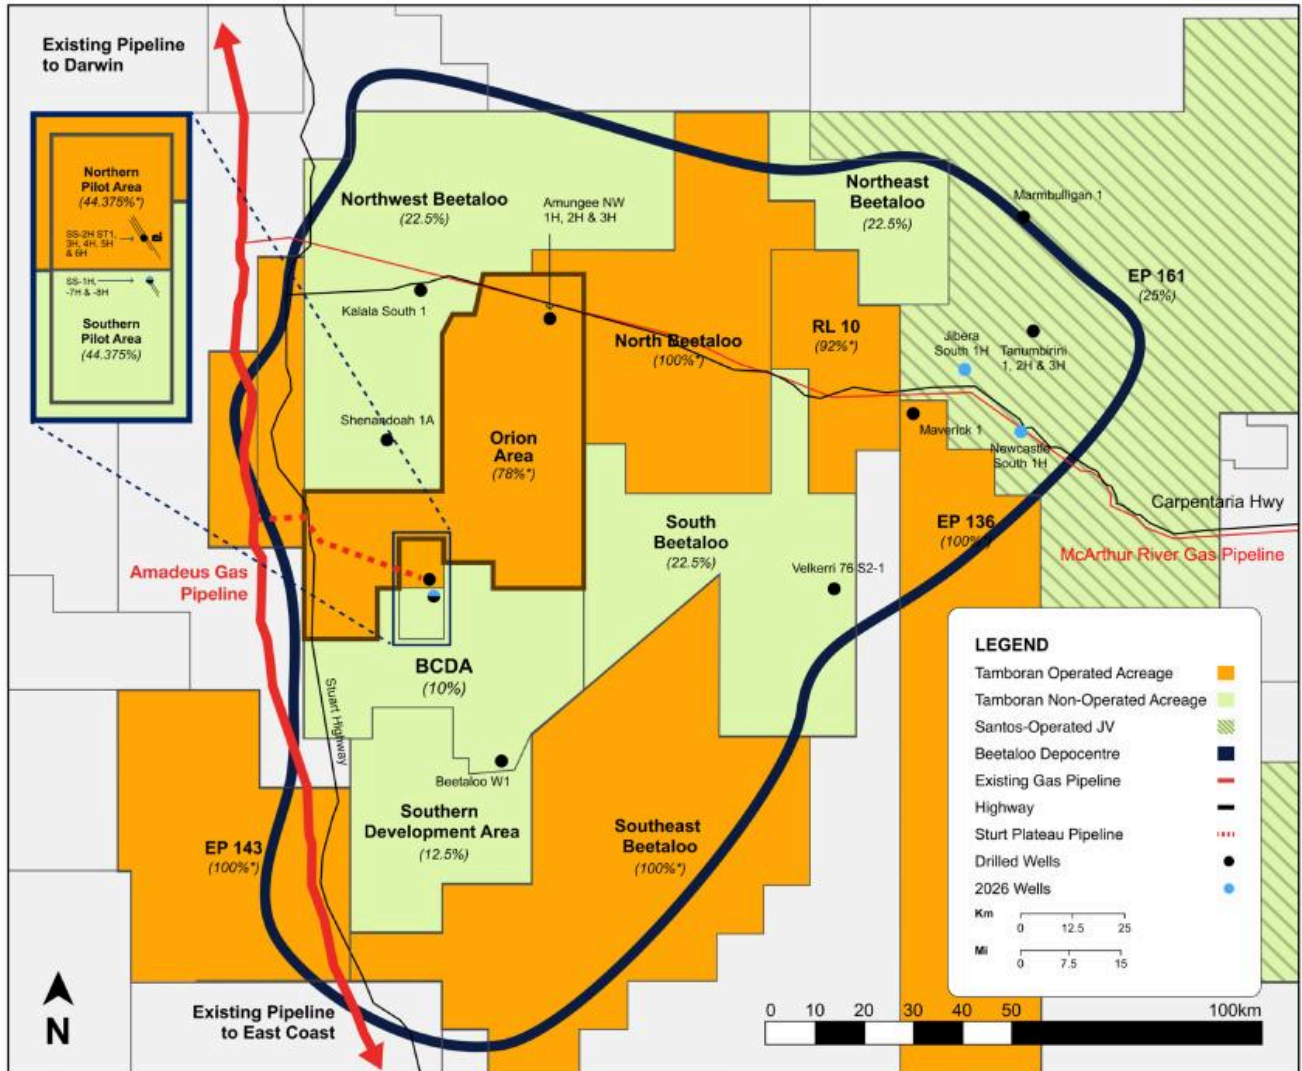 Existing Pipeline
to Darwin
Northern
Pilot Area
(44.375%*)
SS-2H ST1,
3H, 4H, 5H
& 6H
SS-1H,
-7H & -8H
Southern
Pilot Area
(44.375%)
Northwest Beetaloo
(22.5%)
Amungee NW
1H, 2H & 3H
Northeast
Beetaloo
(22.5%)
Marmbulligan 1
EP 161
(25%)
Kalala South 1
North Beetaloo
(100%*)
RL 10
(92%*)
Jibera
South 1H
Tanumbirini
1, 2H & 3H
Shenandoah 1A
Orion
Area
(78%*)
Maverick 1
Newcastle
South 1H
Carpentaria Hwy
McArthur River Gas Pipeline
South
Beetaloo
(22.5%)
EP 136
(100%*)
Velkerri 76 S2-1
Amadeus Gas
Pipeline
BCDA
(10%)
Stuart Highway
Beetaloo W1
Southern
Development Area
(12.5%)
EP 143
(100%*)
Southeast
Beetaloo
(100%*)
LEGEND
Tamboran Operated Acreage
Tamboran Non-Operated Acreage
Santos-Operated JV
Beetaloo Depocentre
Existing Gas Pipeline
Highway
Sturt Plateau Pipeline
Drilled Wells
2026 Wells
Km
0 12.5 25
Mi
0 7.5 15
N
Existing Pipeline
to East Coast
0 10 20 30 40 50 100km